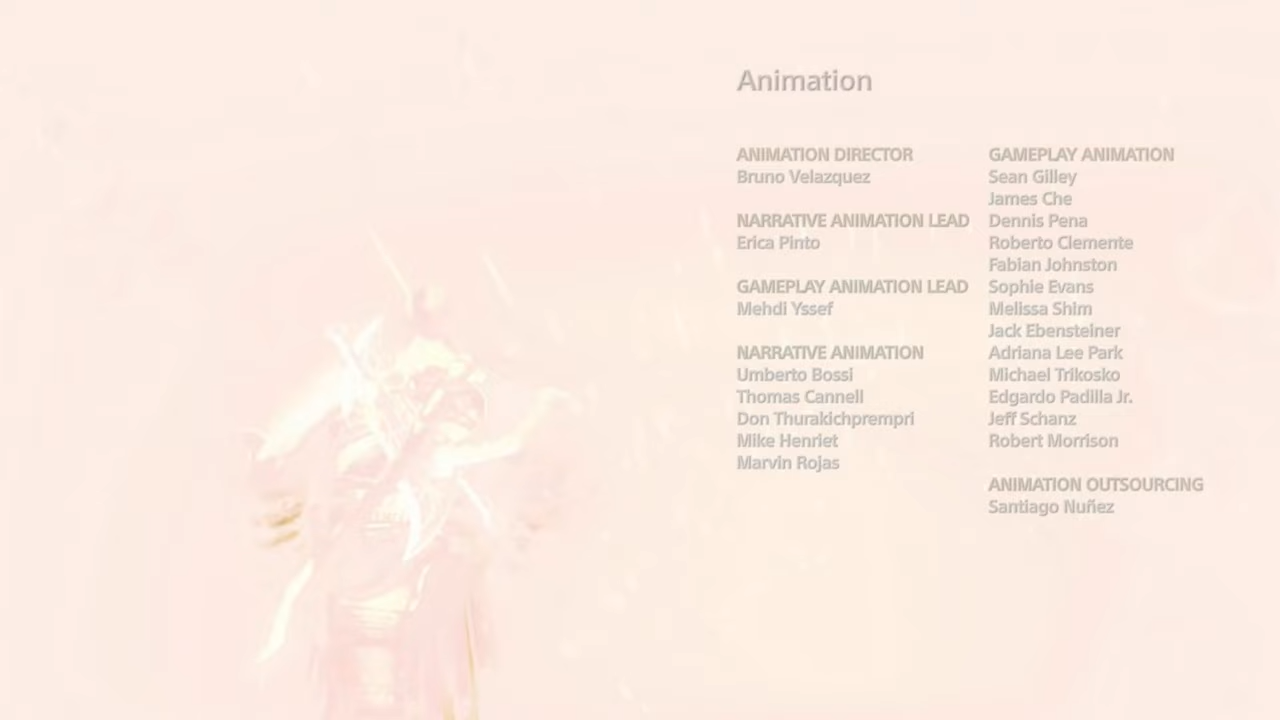 Animation
ANIMATION DIRECTOR
Bruno Velazquez
NARRATIVE ANIMATION LEAD
Erica Pinto
GAMEPLAY ANIMATION LEAD
Mehdi Yssef
NARRATIVE ANIMATION
Umberto Bossi
Thomas Cannell
Don Thurakichprempri
Mike Henriet
Marvin Rojas
GAMEPLAY ANIMATION
Sean Gilley
James Che
Dennis Pena
Roberto Clemente
Fabian Johnston
Sophie Evans
Melissa Shim
Jack Ebensteiner
Adriana Lee Park
Michael Trikosko
Edgardo Padilla Jr.
Jeff Schanz
Robert Morrison
ANIMATION OUTSOURCING
Santiago Nuñez